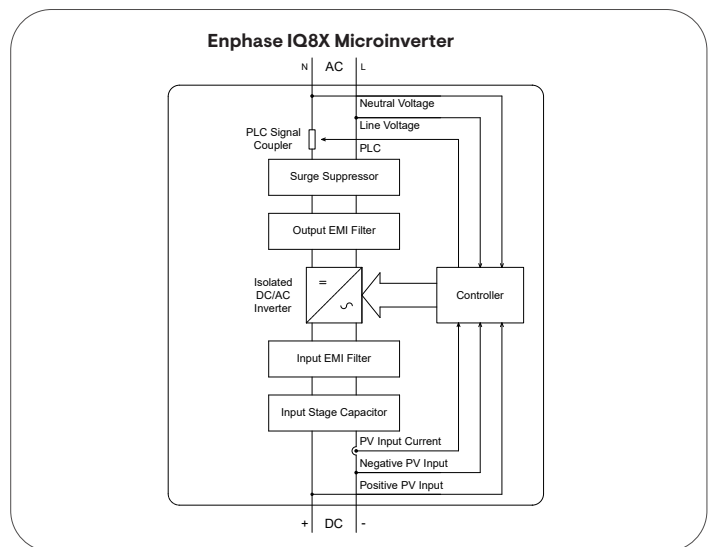 Enphase IQ8X Microinverter
N AC L
Neutral Voltage
Line Voltage
PLC Signal
Coupler
PLC
Surge Suppressor
Output EMI Filter
Isolated
DC/AC
Inverter
= ∿
Controller
Input EMI Filter
Input Stage Capacitor
PV Input Current
Negative PV Input
Positive PV Input
+ DC -